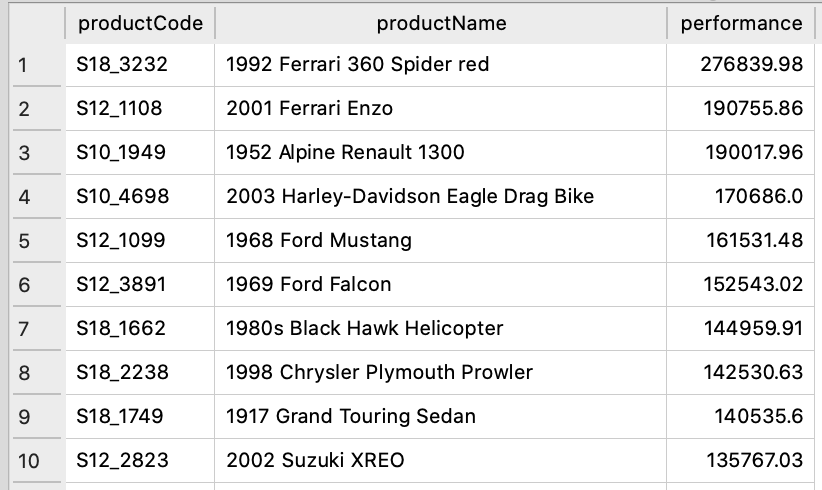 productCode productName performance
1 S18_3232 1992 Ferrari 360 Spider red 276839.98
2 S12_1108 2001 Ferrari Enzo 190755.86
3 S10_1949 1952 Alpine Renault 1300 190017.96
4 S10_4698 2003 Harley-Davidson Eagle Drag Bike 170686.0
5 S12_1099 1968 Ford Mustang 161531.48
6 S12_3891 1969 Ford Falcon 152543.02
7 S18_1662 1980s Black Hawk Helicopter 144959.91
8 S18_2238 1998 Chrysler Plymouth Prowler 142530.63
9 S18_1749 1917 Grand Touring Sedan 140535.6
10 S12_2823 2002 Suzuki XREO 135767.03